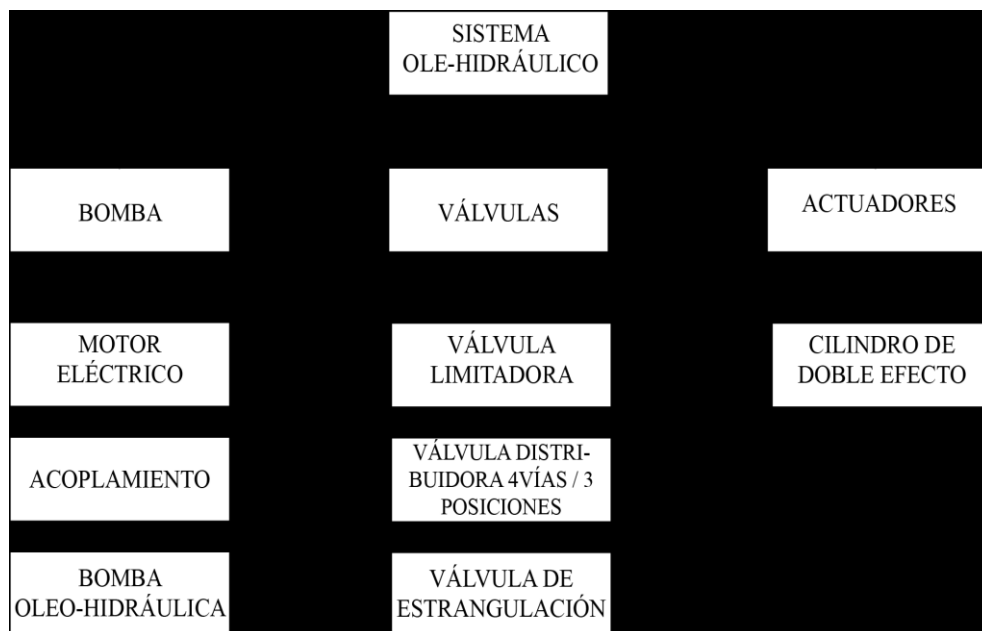 SISTEMA
OLE-HIDRÁULICO
BOMBA
VÁLVULAS
ACTUADORES
MOTOR
ELÉCTRICO
VÁLVULA
LIMITADORA
CILINDRO DE
DOBLE EFECTO
ACOPLAMIENTO
VÁLVULA DISTRI-
BUIDORA 4VÍAS / 3
POSICIONES
BOMBA
OLEO-HIDRÁULICA
VÁLVULA DE
ESTRANGULACIÓN